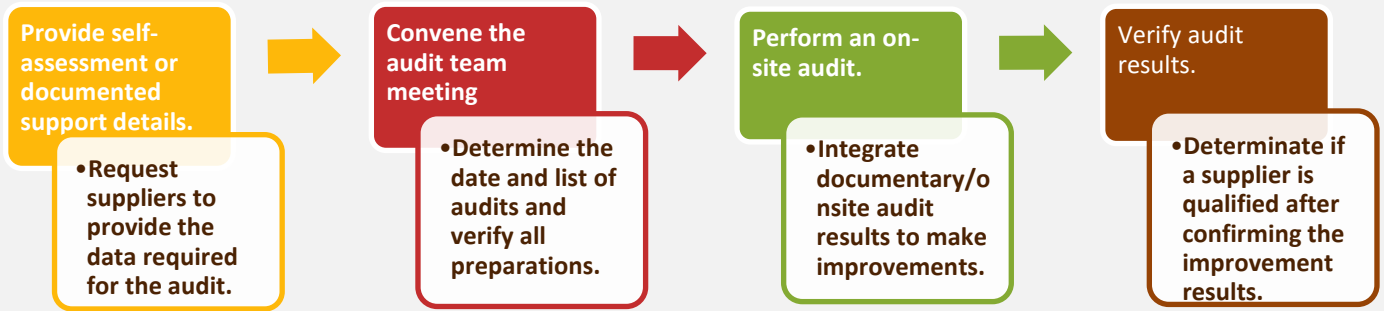 Provide self-
assessment or
documented
support details.
•Request
suppliers to
provide the
data required
for the audit.
Convene the
audit team
meeting
•Determine the
date and list of
audits and
verify all
preparations.
Perform an on-
site audit.
•Integrate
documentary/o
nsite audit
results to make
improvements.
Verify audit
results.
•Determinate if
a supplier is
qualified after
confirming the
improvement
results.